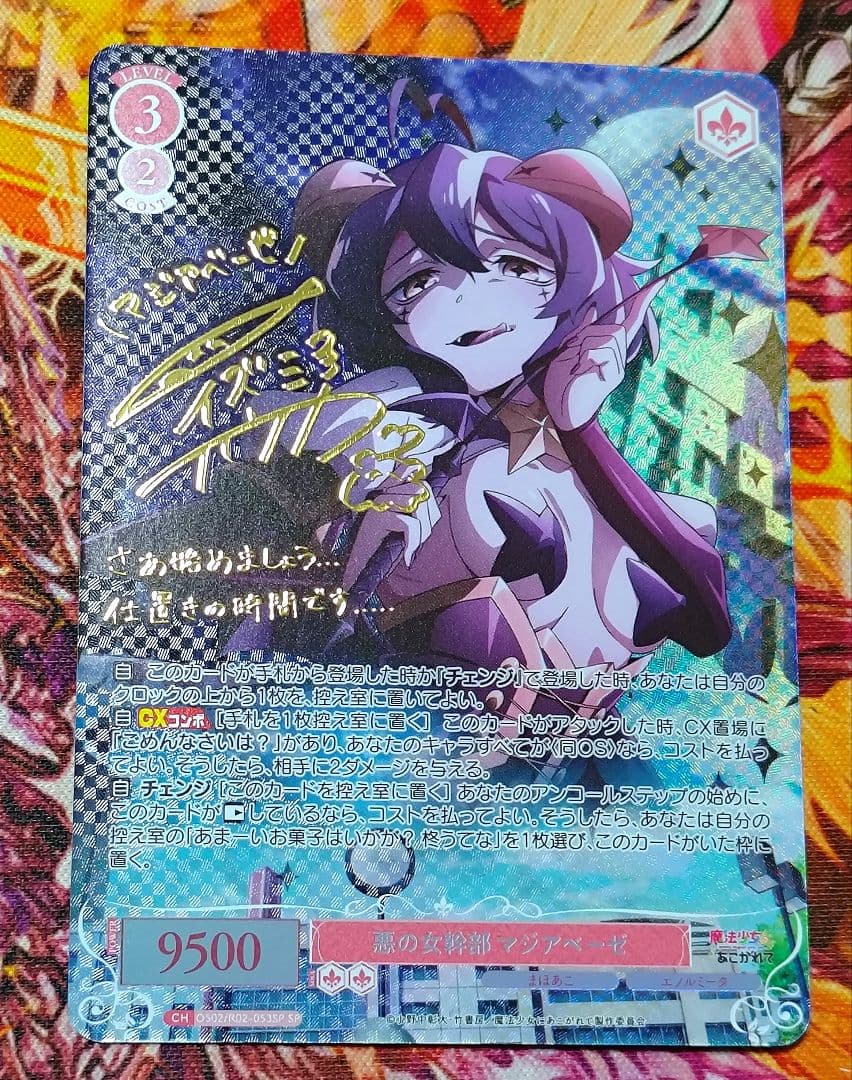 LEVEL
3
2
COST
マジアベーゼ
さあ始めましょう…
仕置きの時間です.....
自 このカードが手札から登場した時か「チェンジ」で登場した時、あなたは自分の
クロックの上から1枚を、控え室に置いてよい。
自 CXコンボ [手札を1枚控え室に置く] このカードがアタックした時、CX置場に
「ごめんなさいは?」があり、あなたのキャラすべてが〈同OS〉なら、コストを払っ
てよい。そうしたら、相手に2ダメージを与える。
自 チェンジ [このカードを控え室に置く] あなたのアンコールステップの始めに、
このカードが しているなら、コストを払ってよい。そうしたら、あなたは自分の
控え室の「あまーいお菓子はいかが? 柊うてな」を1枚選び、このカードがいた枠に
置く。
POWER
9500
悪の女幹部 マジアベーゼ
魔法少女に
あこがれて
まほあこ
エノルミータ
CH OS02/R02-053SP SP
©小野中彰大・竹書房/魔法少女にあこがれて製作委員会